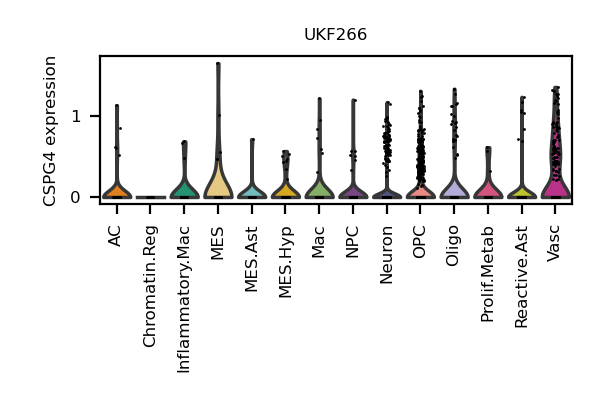 UKF266
CSPG4 expression
1
0
AC
Chromatin.Reg
Inflammatory.Mac
MES
MES.Ast
MES.Hyp
Mac
NPC
Neuron
OPC
Oligo
Prolif.Metab
Reactive.Ast
Vasc